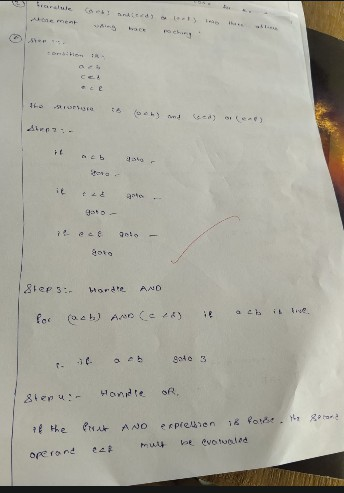 translate (a<b) and (c<d) or (e<f) into three address
statement using back patching.
Step 1:-
condition is:-
a<b
c<d
e<f
the structure is (a<b) and (c<d) or (e<f)
Step 2:-
if a<b goto -
goto -
if c<d goto -
goto -
if e<f goto -
goto
Step 3:- Handle AND
for (a<b) AND (c<d) if a<b is true
if a<b goto 3
Step 4:- Handle OR.
if the first AND expression is false, the second
operand e<f must be evaluated